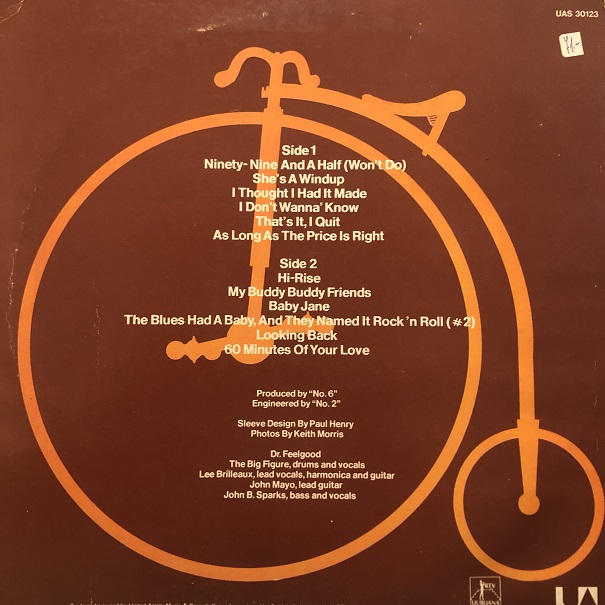 UAS 30123
Side 1
Ninety-Nine And A Half (Won't Do)
She's A Windup
I Thought I Had It Made
I Don't Wanna' Know
That's It, I Quit
As Long As The Price Is Right
Side 2
Hi-Rise
My Buddy Buddy Friends
Baby Jane
The Blues Had A Baby, And They Named It Rock 'n Roll (#2)
Looking Back
60 Minutes Of Your Love
Produced by "No. 6"
Engineered by "No. 2"
Sleeve Design By Paul Henry
Photos By Keith Morris
Dr. Feelgood
The Big Figure, drums and vocals
Lee Brilleaux, lead vocals, harmonica and guitar
John Mayo, lead guitar
John B. Sparks, bass and vocals
RTV
LJUBLJANA
UA